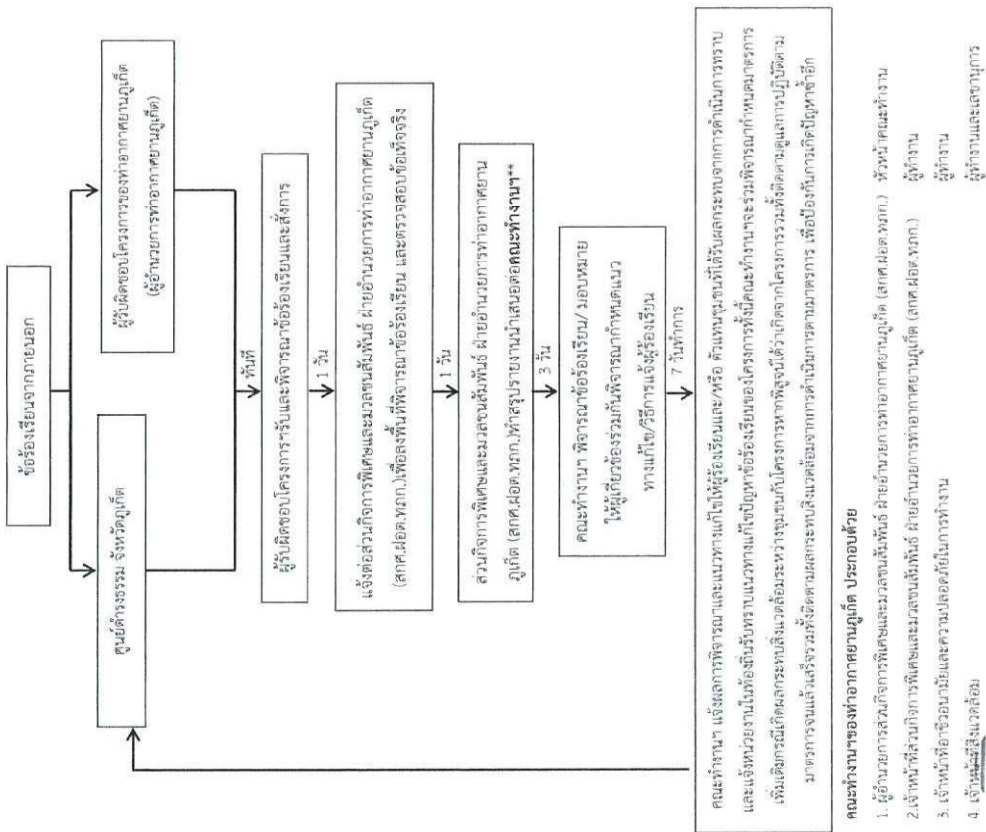 ข้อร้องเรียนจากภายนอก
ศูนย์ดำรงธรรม จังหวัดภูเก็ต
ผู้รับผิดชอบโครงการของท่าอากาศยานภูเก็ต
(ผู้อำนวยการท่าอากาศยานภูเก็ต)
ทันที
ผู้รับผิดชอบโครงการฯรับและพิจารณาข้อร้องเรียนและสั่งการ
1 วัน
แจ้งต่อส่วนกิจการพิเศษและมวลชนสัมพันธ์ ฝ่ายอำนวยการท่าอากาศยานภูเก็ต
(สกศ.ฝอต.ทภก.)เพื่อลงพื้นที่พิจารณาข้อร้องเรียน และตรวจสอบข้อเท็จจริง
1 วัน
ส่วนกิจการพิเศษและมวลชนสัมพันธ์ ฝ่ายอำนวยการท่าอากาศยาน
ภูเก็ต (สกศ.ฝอต.ทภก.)ทำสรุปรายงานนำเสนอต่อคณะทำงานฯ**
3 วัน
คณะทำงานฯ พิจารณาข้อร้องเรียน/ มอบหมาย
ให้ผู้เกี่ยวของร่วมกันพิจารณากำหนดแนว
ทางแก้ไข/วิธีการแจ้งผู้ร้องเรียน
7 วันทำการ
คณะทำงานฯ แจ้งผลการพิจารณาและแนวทางแก้ไขให้ผู้ร้องเรียนและ/หรือ ตัวแทนชุมชนที่ได้รับผลกระทบจากการดำเนินการทราบ
และแจ้งหน่วยงานในท้องถิ่นรับทราบแนวทางแก้ไขปัญหาข้อร้องเรียนของโครงการทั้งนี้คณะทำงานฯจะร่วมพิจารณากำหนดมาตรการ
เพิ่มเติมกรณีเกิดผลกระทบสิ่งแวดล้อมระหว่างชุมชนกับโครงการหากพิสูจน์ได้ว่าเกิดจากโครงการรวมทั้งติดตามดูแลการปฏิบัติตาม
มาตรการจนแล้วเสร็จรวมทั้งติดตามผลกระทบสิ่งแวดล้อมจากการดำเนินการตามมาตรการ เพื่อป้องกันการเกิดปัญหาซ้ำอีก
คณะทำงานฯของท่าอากาศยานภูเก็ต ประกอบด้วย
1. ผู้อำนวยการส่วนกิจการพิเศษและมวลชนสัมพันธ์ ฝ่ายอำนวยการท่าอากาศยานภูเก็ต (สกศ.ฝอต.ทภก.) หัวหน้าคณะทำงาน
2.เจ้าหน้าที่ส่วนกิจการพิเศษและมวลชนสัมพันธ์ ฝ่ายอำนวยการท่าอากาศยานภูเก็ต (สกศ.ฝอต.ทภก.) ผู้ทำงาน
3. เจ้าหน้าที่อาชีวอนามัยและความปลอดภัยในการทำงาน ผู้ทำงาน
4. เจ้าหน้าที่สิ่งแวดล้อม ผู้ทำงานและเลขานุการ